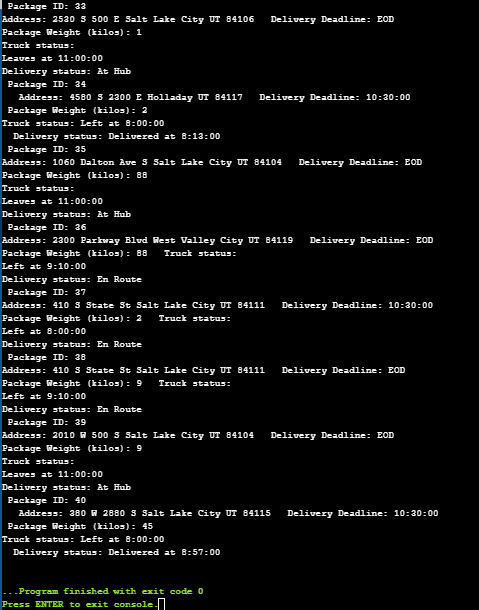 Package ID: 33
Address: 2530 S 500 E Salt Lake City UT 84106   Delivery Deadline: EOD
Package Weight (kilos): 1
Truck status:
Leaves at 11:00:00
Delivery status: At Hub
Package ID: 34
Address: 4580 S 2300 E Holladay UT 84117   Delivery Deadline: 10:30:00
Package Weight (kilos): 2
Truck status: Left at 8:00:00
Delivery status: Delivered at 8:13:00
Package ID: 35
Address: 1060 Dalton Ave S Salt Lake City UT 84104   Delivery Deadline: EOD
Package Weight (kilos): 88
Truck status:
Leaves at 11:00:00
Delivery status: At Hub
Package ID: 36
Address: 2300 Parkway Blvd West Valley City UT 84119   Delivery Deadline: EOD
Package Weight (kilos): 88   Truck status:
Left at 9:10:00
Delivery status: En Route
Package ID: 37
Address: 410 S State St Salt Lake City UT 84111   Delivery Deadline: 10:30:00
Package Weight (kilos): 2   Truck status:
Left at 8:00:00
Delivery status: En Route
Package ID: 38
Address: 410 S State St Salt Lake City UT 84111   Delivery Deadline: EOD
Package Weight (kilos): 9   Truck status:
Left at 9:10:00
Delivery status: En Route
Package ID: 39
Address: 2010 W 500 S Salt Lake City UT 84104   Delivery Deadline: EOD
Package Weight (kilos): 9
Truck status:
Leaves at 11:00:00
Delivery status: At Hub
Package ID: 40
Address: 380 W 2880 S Salt Lake City UT 84115   Delivery Deadline: 10:30:00
Package Weight (kilos): 45
Truck status: Left at 8:00:00
Delivery status: Delivered at 8:57:00
...Program finished with exit code 0
Press ENTER to exit console.